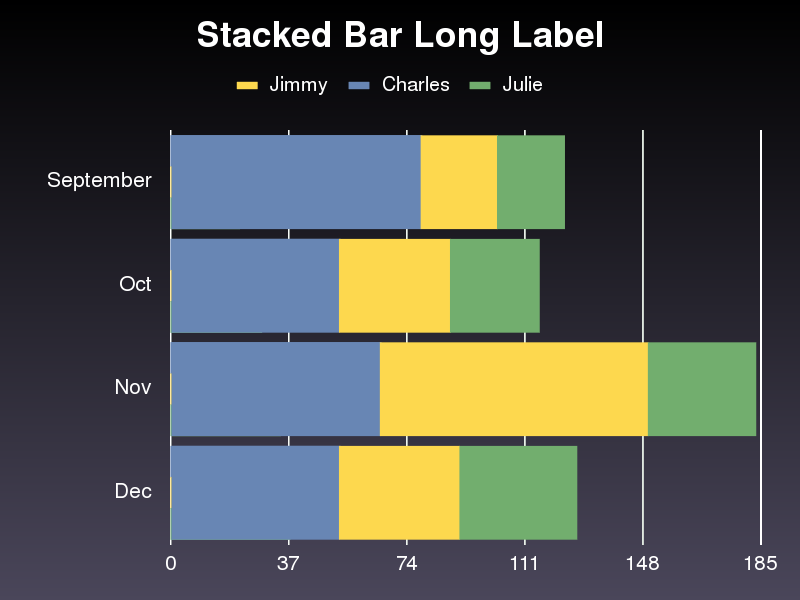 Stacked Bar Long Label
Jimmy Charles Julie
September
Oct
Nov
Dec
0 37 74 111 148 185